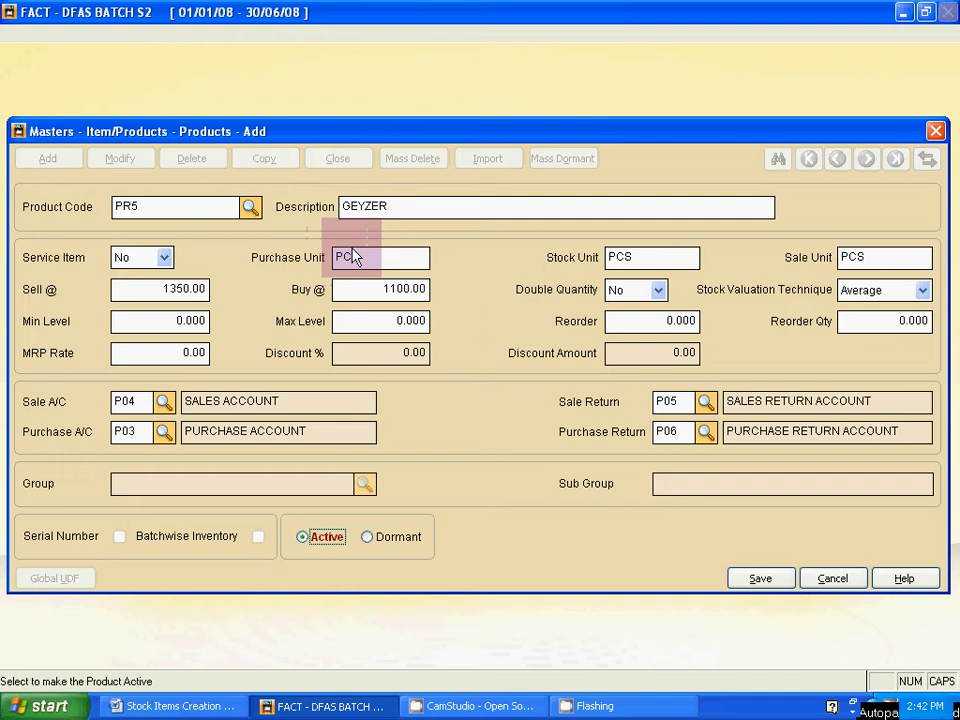 FACT - DFAS BATCH S2 [ 01/01/08 - 30/06/08 ]
Masters - Item/Products - Products - Add
Add Modify Delete Copy Close Mass Delete Import Mass Dormant
Product Code PR5 Description GEYZER
Service Item No Purchase Unit Stock Unit PCS Sale Unit PCS
Sell @ 1350.00 Buy @ 1100.00 Double Quantity No Stock Valuation Technique Average
Min Level 0.000 Max Level 0.000 Reorder 0.000 Reorder Qty 0.000
MRP Rate 0.00 Discount % 0.00 Discount Amount 0.00
Sale A/C P04 SALES ACCOUNT Sale Return P05 SALES RETURN ACCOUNT
Purchase A/C P03 PURCHASE ACCOUNT Purchase Return P06 PURCHASE RETURN ACCOUNT
Group Sub Group
Serial Number Batchwise Inventory Active Dormant
Global UDF Save Cancel Help
Select to make the Product Active NUM CAPS
start Stock Items Creation ... FACT - DFAS BATCH ... CamStudio - Open So... Flashing 2:42 PM